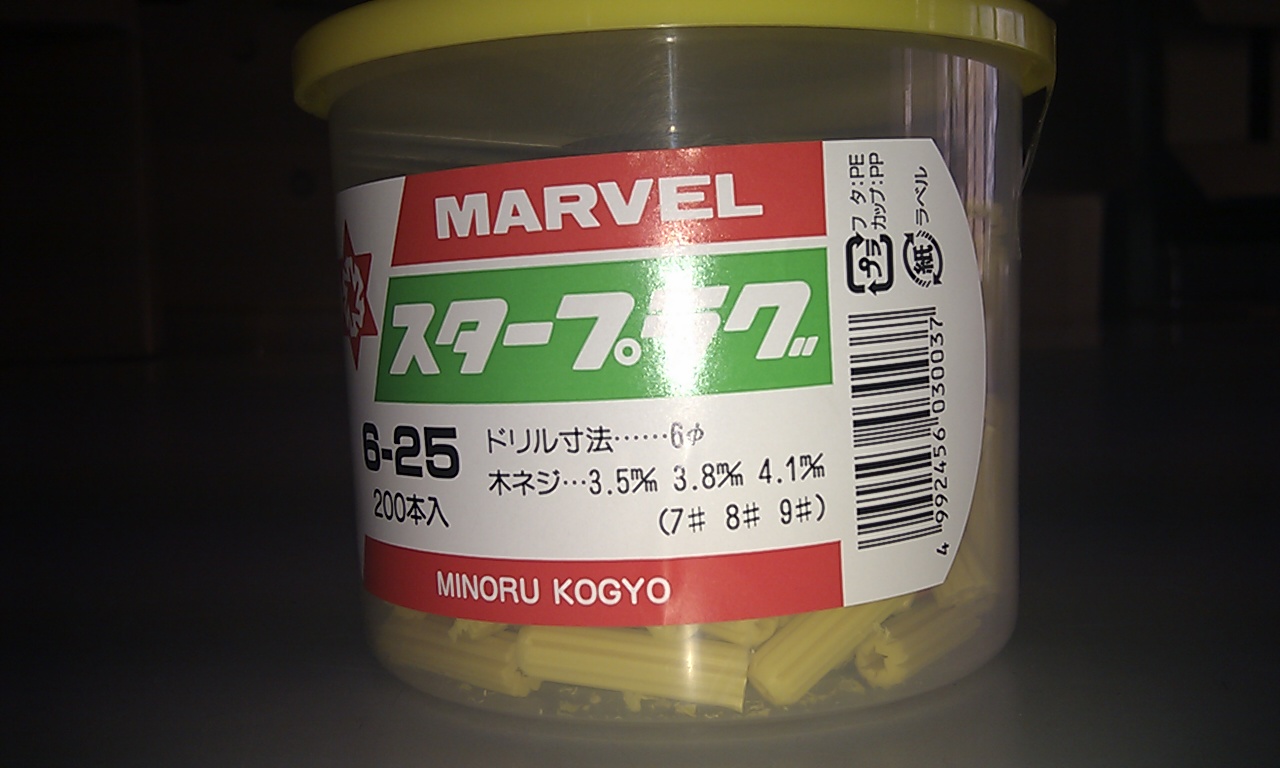 MARVEL
スタープラグ
6-25
200本入
ドリル寸法……6φ
木ネジ…3.5㎜ 3.8㎜ 4.1㎜
(7# 8# 9#)
MINORU KOGYO
フタ:PE
カップ:PP
プラ
紙
ラベル
4 992456 030037